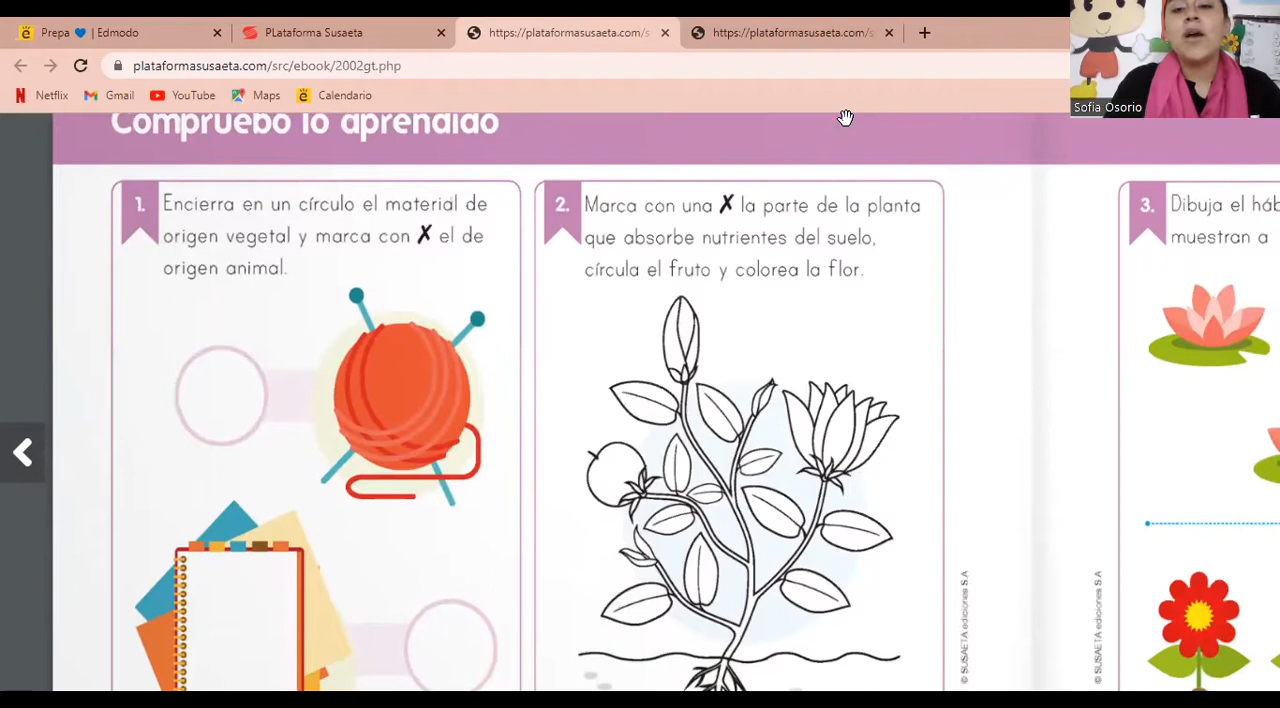 Prepa 💙 | Edmodo
PLataforma Susaeta
https://plataformasusaeta.com/s
https://plataformasusaeta.com/s
plataformasusaeta.com/src/ebook/2002gt.php
Netflix
Gmail
YouTube
Maps
Calendario
Sofia Osorio
Compruebo lo aprendido
1. Encierra en un círculo el material de
origen vegetal y marca con ✗ el de
origen animal.
2. Marca con una ✗ la parte de la planta
que absorbe nutrientes del suelo,
círcula el fruto y colorea la flor.
3. Dibuja el háb
muestran a
© SUSAETA ediciones S.A
© SUSAETA ediciones S.A